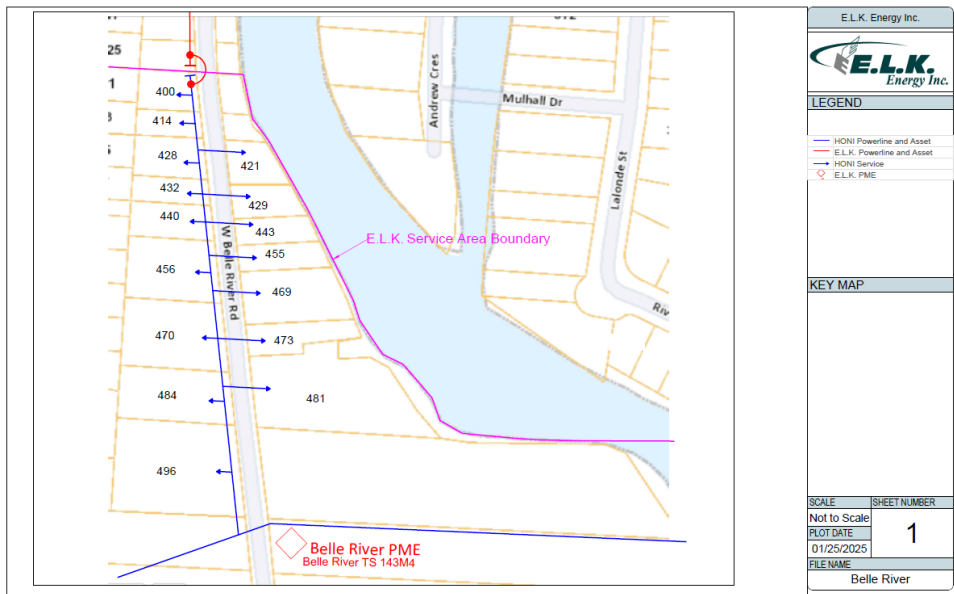 E.L.K. Energy Inc.
E.L.K.
Energy Inc.
LEGEND
HONI Powerline and Asset
E.L.K. Powerline and Asset
HONI Service
E.L.K. PME
KEY MAP
SCALE
SHEET NUMBER
Not to Scale
1
PLOT DATE
01/25/2025
FILE NAME
Belle River
25
1
400
414
428
421
432
429
440
443
455
456
469
470
473
484
481
496
W Belle River Rd
Andrew Cres
Mulhall Dr
Lalonde St
Riv
E.L.K. Service Area Boundary
Belle River PME
Belle River TS 143M4